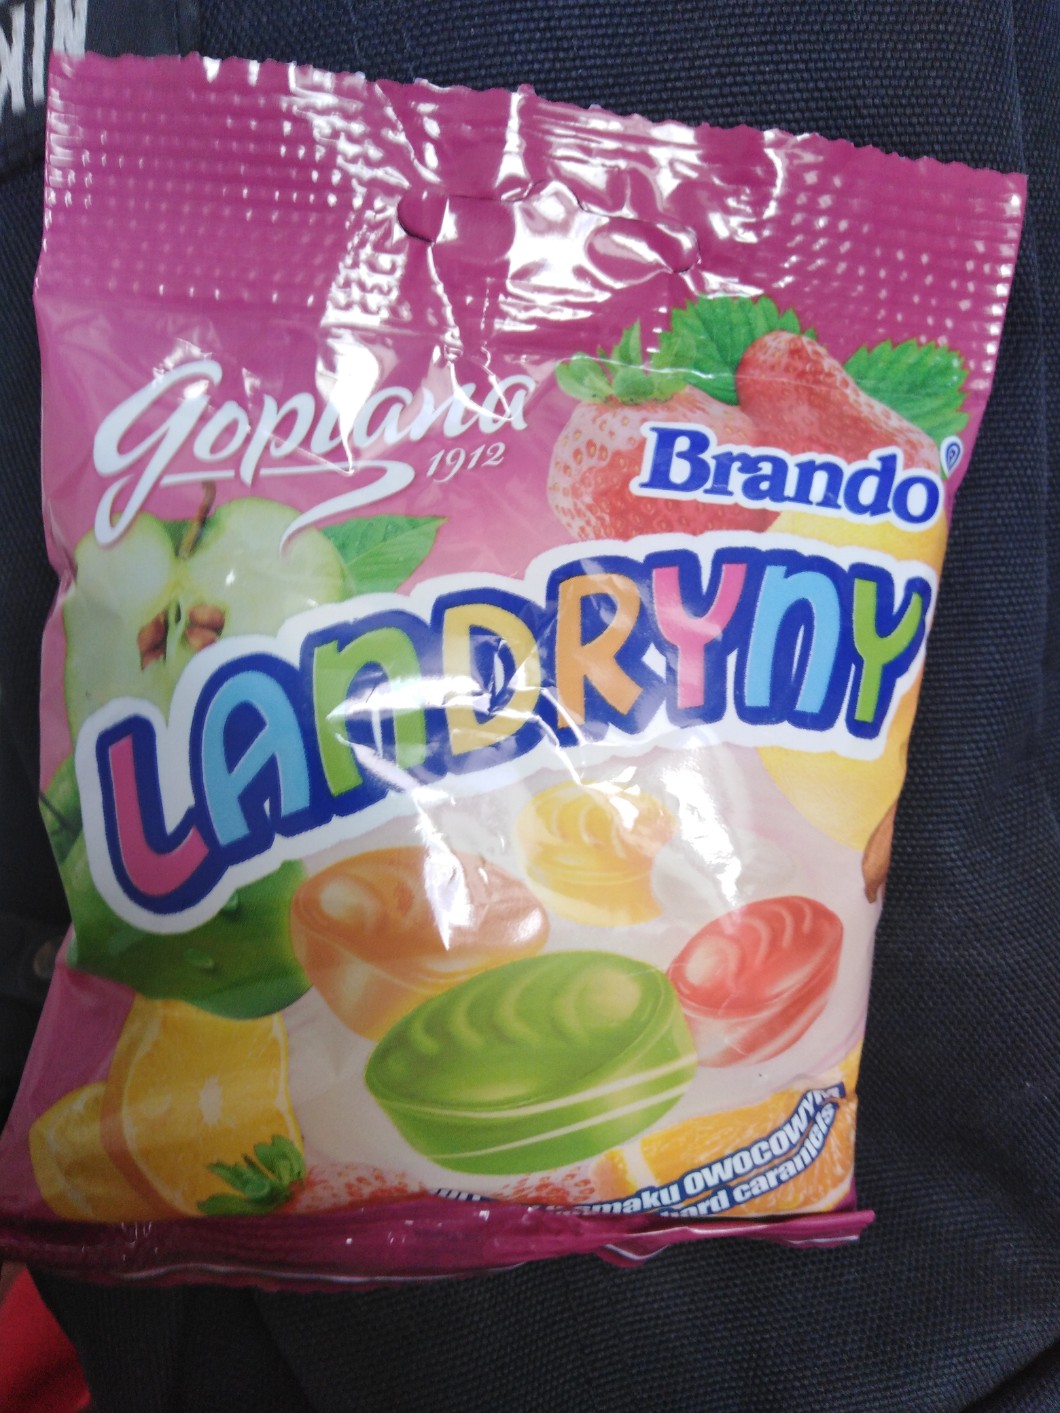 goplana
1912
Brando
LANDRYNY
smaku owocowym
hard caramels